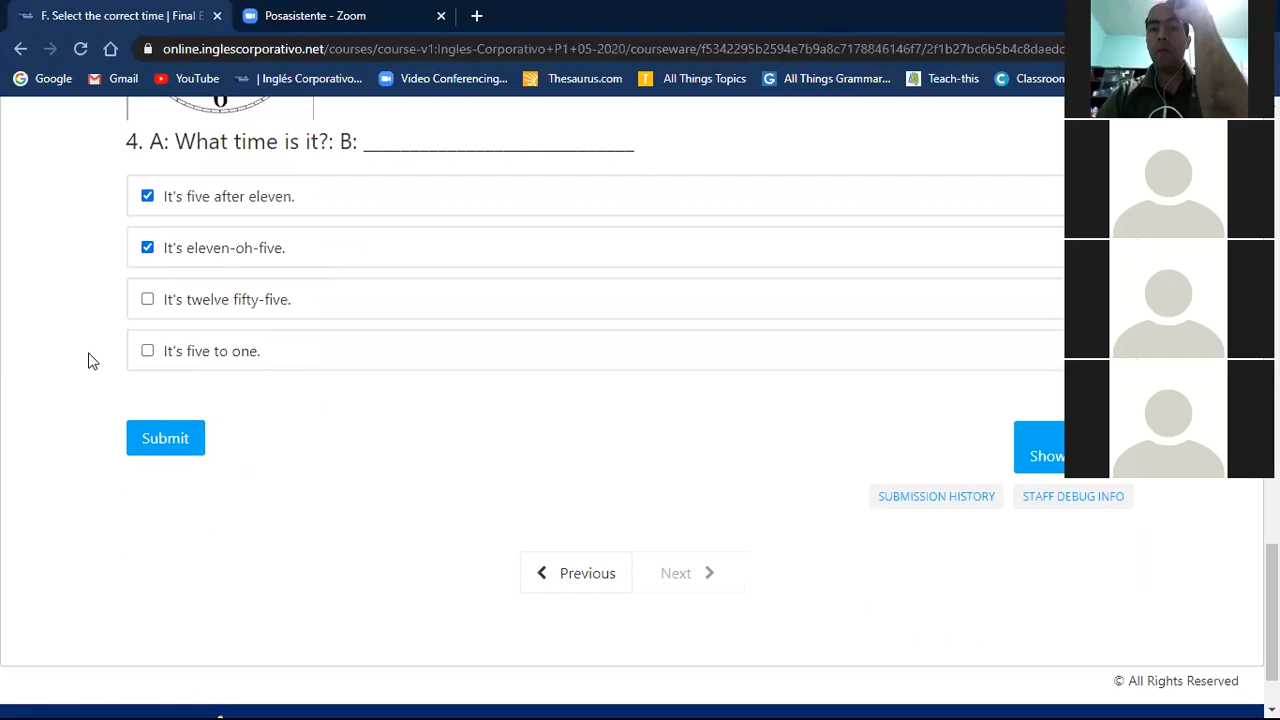 F. Select the correct time | Final E
Posasistente - Zoom
online.inglescorporativo.net/courses/course-v1:Ingles-Corporativo+P1+05-2020/courseware/f5342295b2594e7b9a8c7178846146f7/2f1b27bc6b5b4c8daedc
Google
Gmail
YouTube
| Inglés Corporativo...
Video Conferencing...
Thesaurus.com
All Things Topics
All Things Grammar...
Teach-this
Classroom
6
4. A: What time is it?: B: ______________________________
It's five after eleven.
It's eleven-oh-five.
It's twelve fifty-five.
It's five to one.
Submit
Show
SUBMISSION HISTORY
STAFF DEBUG INFO
Previous
Next
© All Rights Reserved